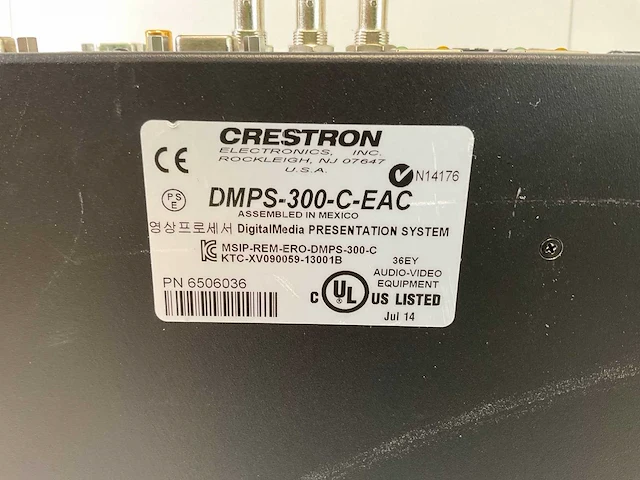 CRESTRON
ELECTRONICS, INC.
ROCKLEIGH, NJ 07647
U.S.A.
CE
N14176
PS
E
DMPS-300-C-EAC
ASSEMBLED IN MEXICO
영상프로세서 DigitalMedia PRESENTATION SYSTEM
MSIP-REM-ERO-DMPS-300-C
KTC-XV090059-13001B
PN 6506036
36EY
AUDIO-VIDEO
EQUIPMENT
C UL US LISTED
Jul 14